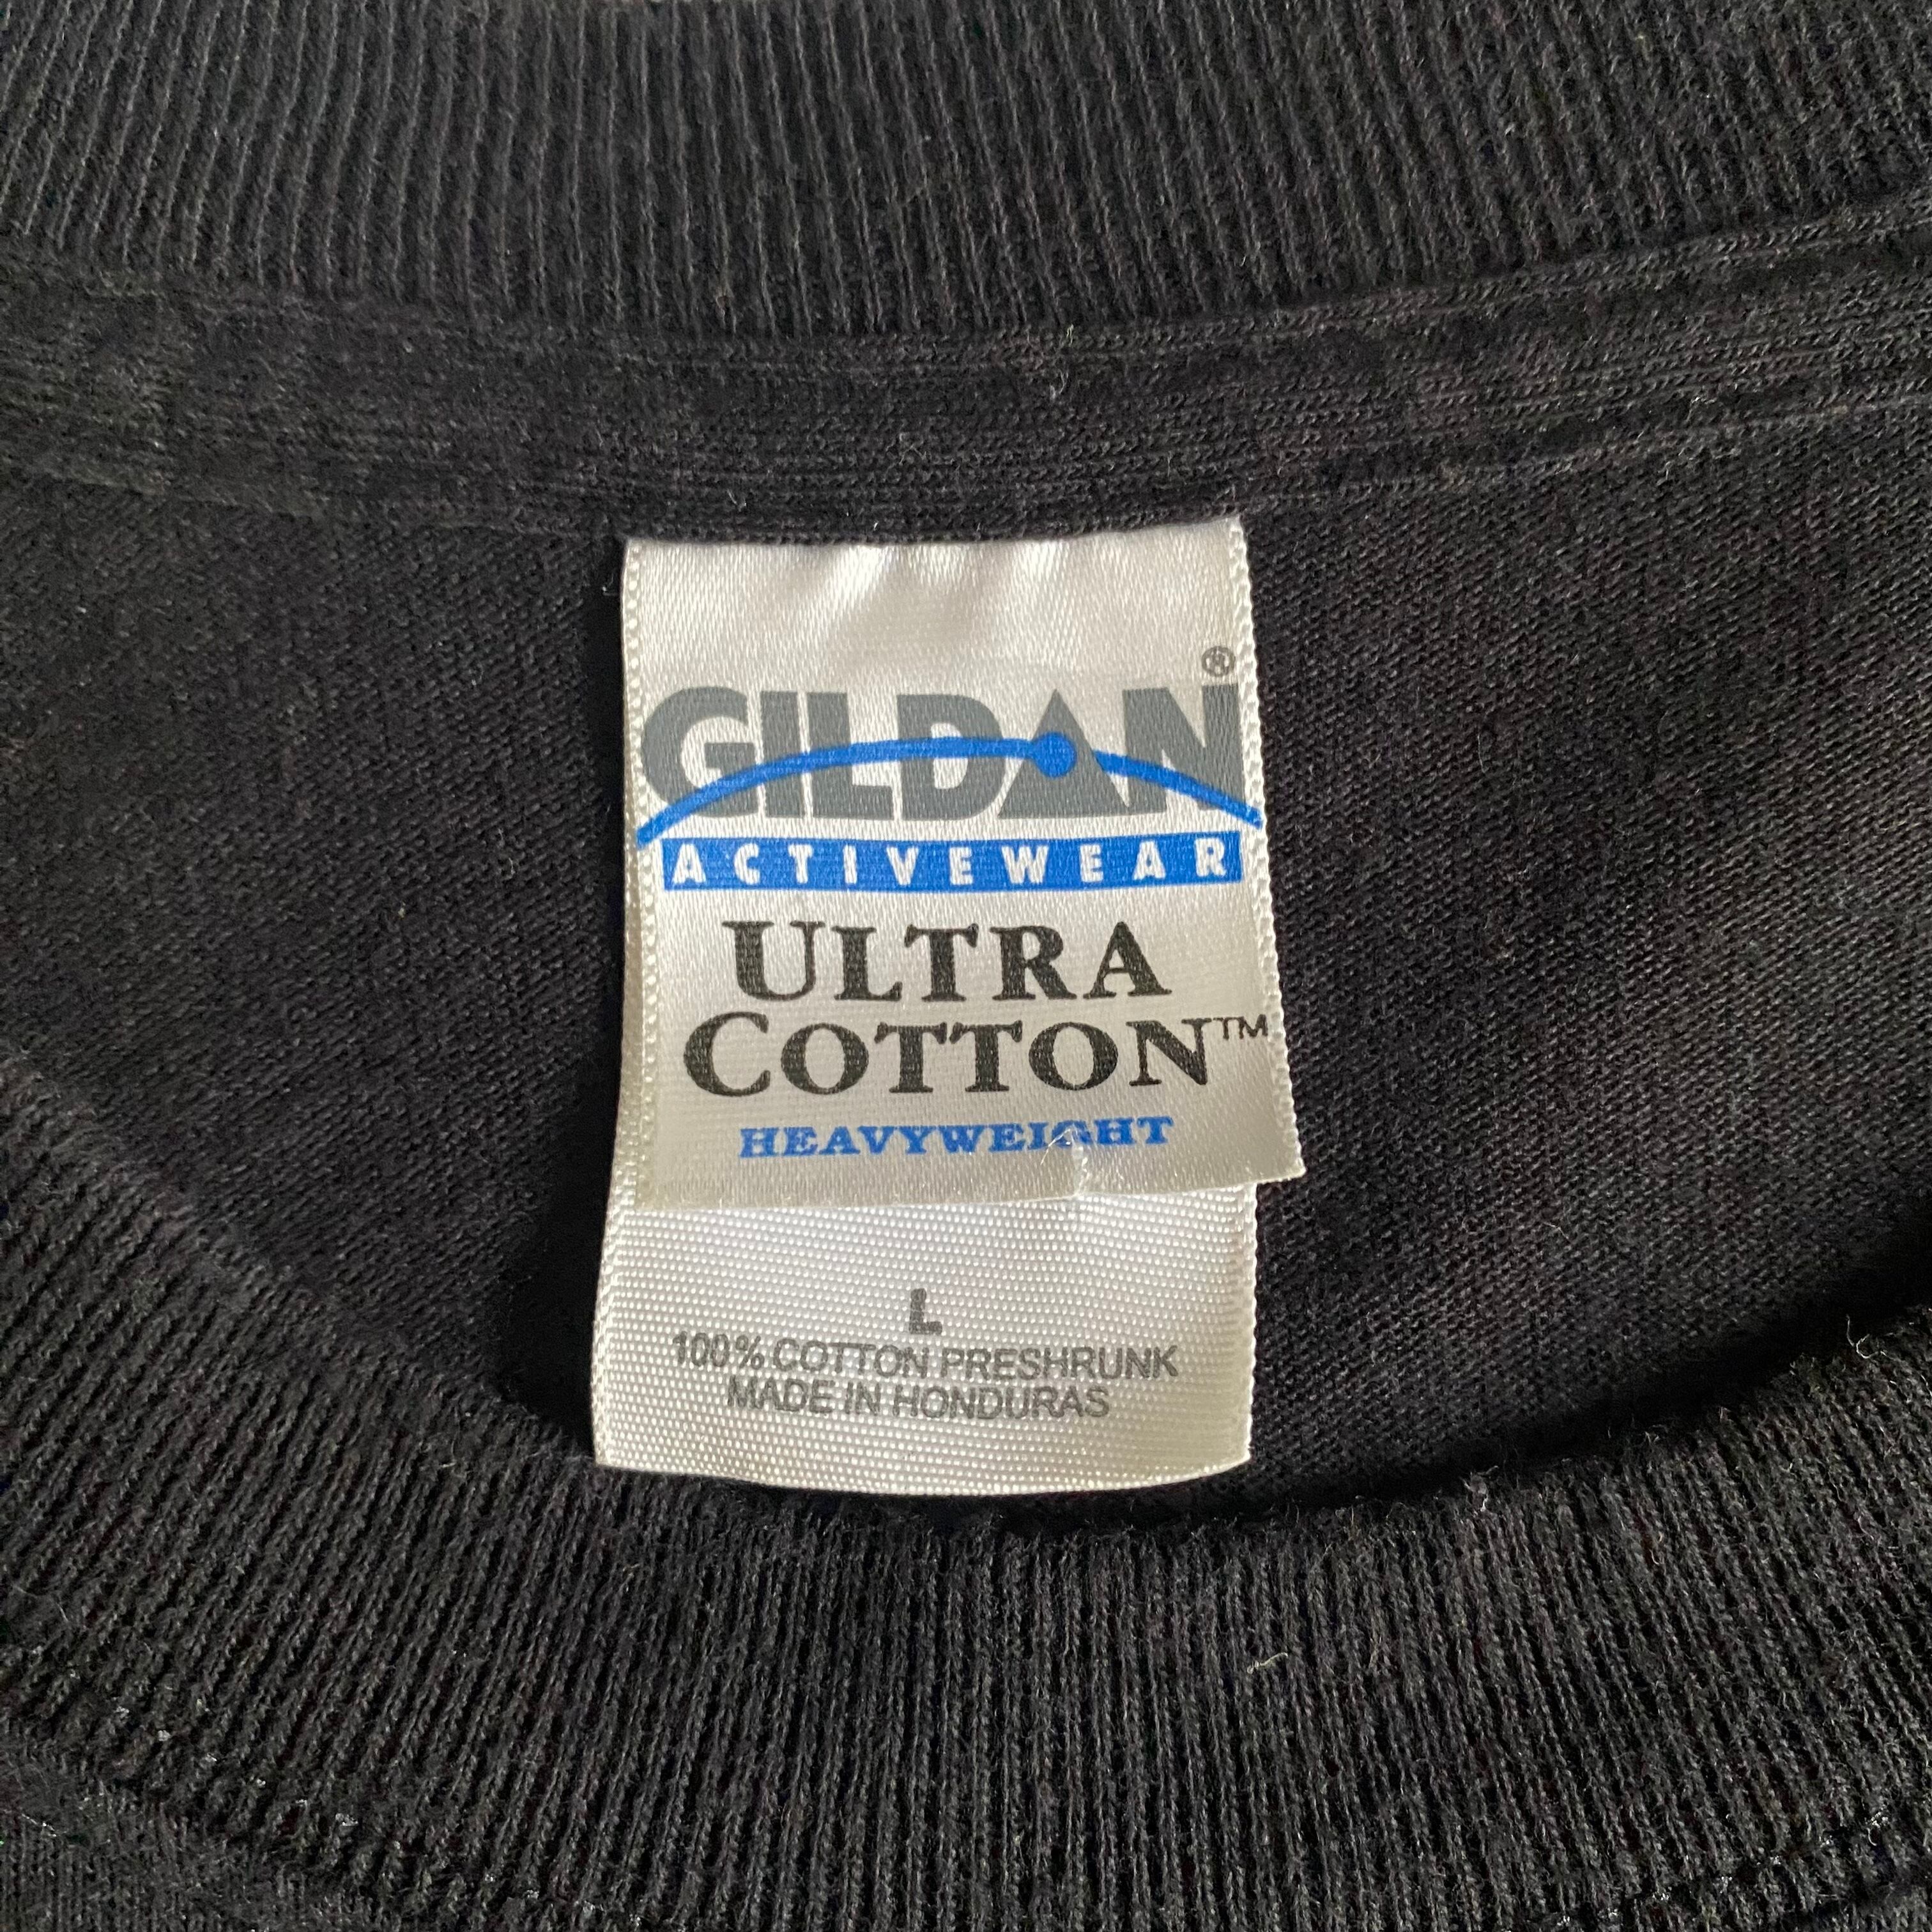 GILDAN®
ACTIVEWEAR
ULTRA
COTTON™
HEAVYWEIGHT
L
100% COTTON PRESHRUNK
MADE IN HONDURAS